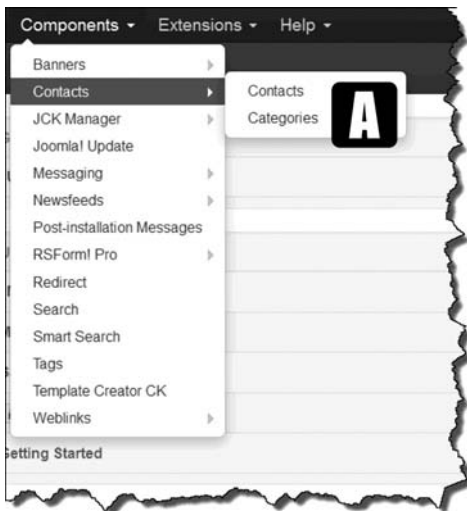 Components Extensions Help
Banners
Contacts
JCK Manager
Joomla! Update
Messaging
Newsfeeds
Post-installation Messages
RSForm! Pro
Redirect
Search
Smart Search
Tags
Template Creator CK
Weblinks
Contacts
Categories
A
Getting Started